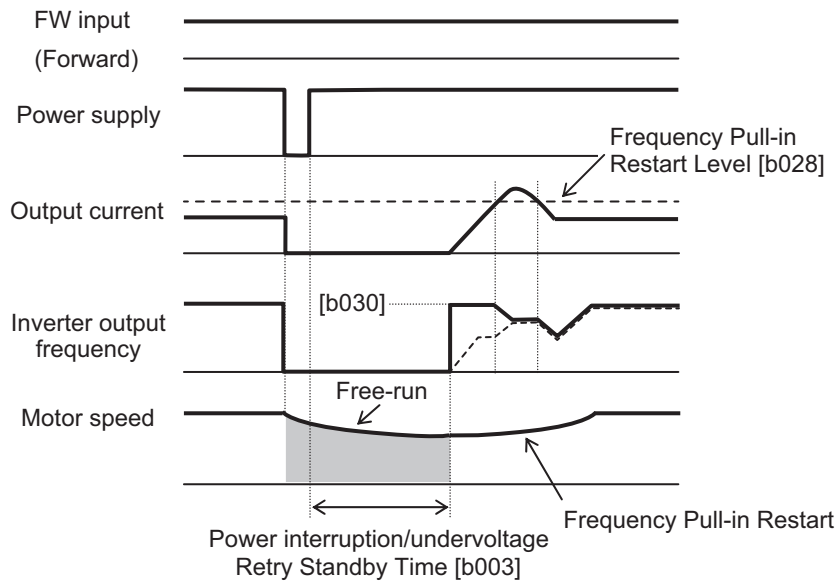 FW input
(Forward)
Power supply
Frequency Pull-in
Restart Level [b028]
Output current
[b030]
Inverter output
frequency
Free-run
Motor speed
Frequency Pull-in Restart
Power interruption/undervoltage
Retry Standby Time [b003]